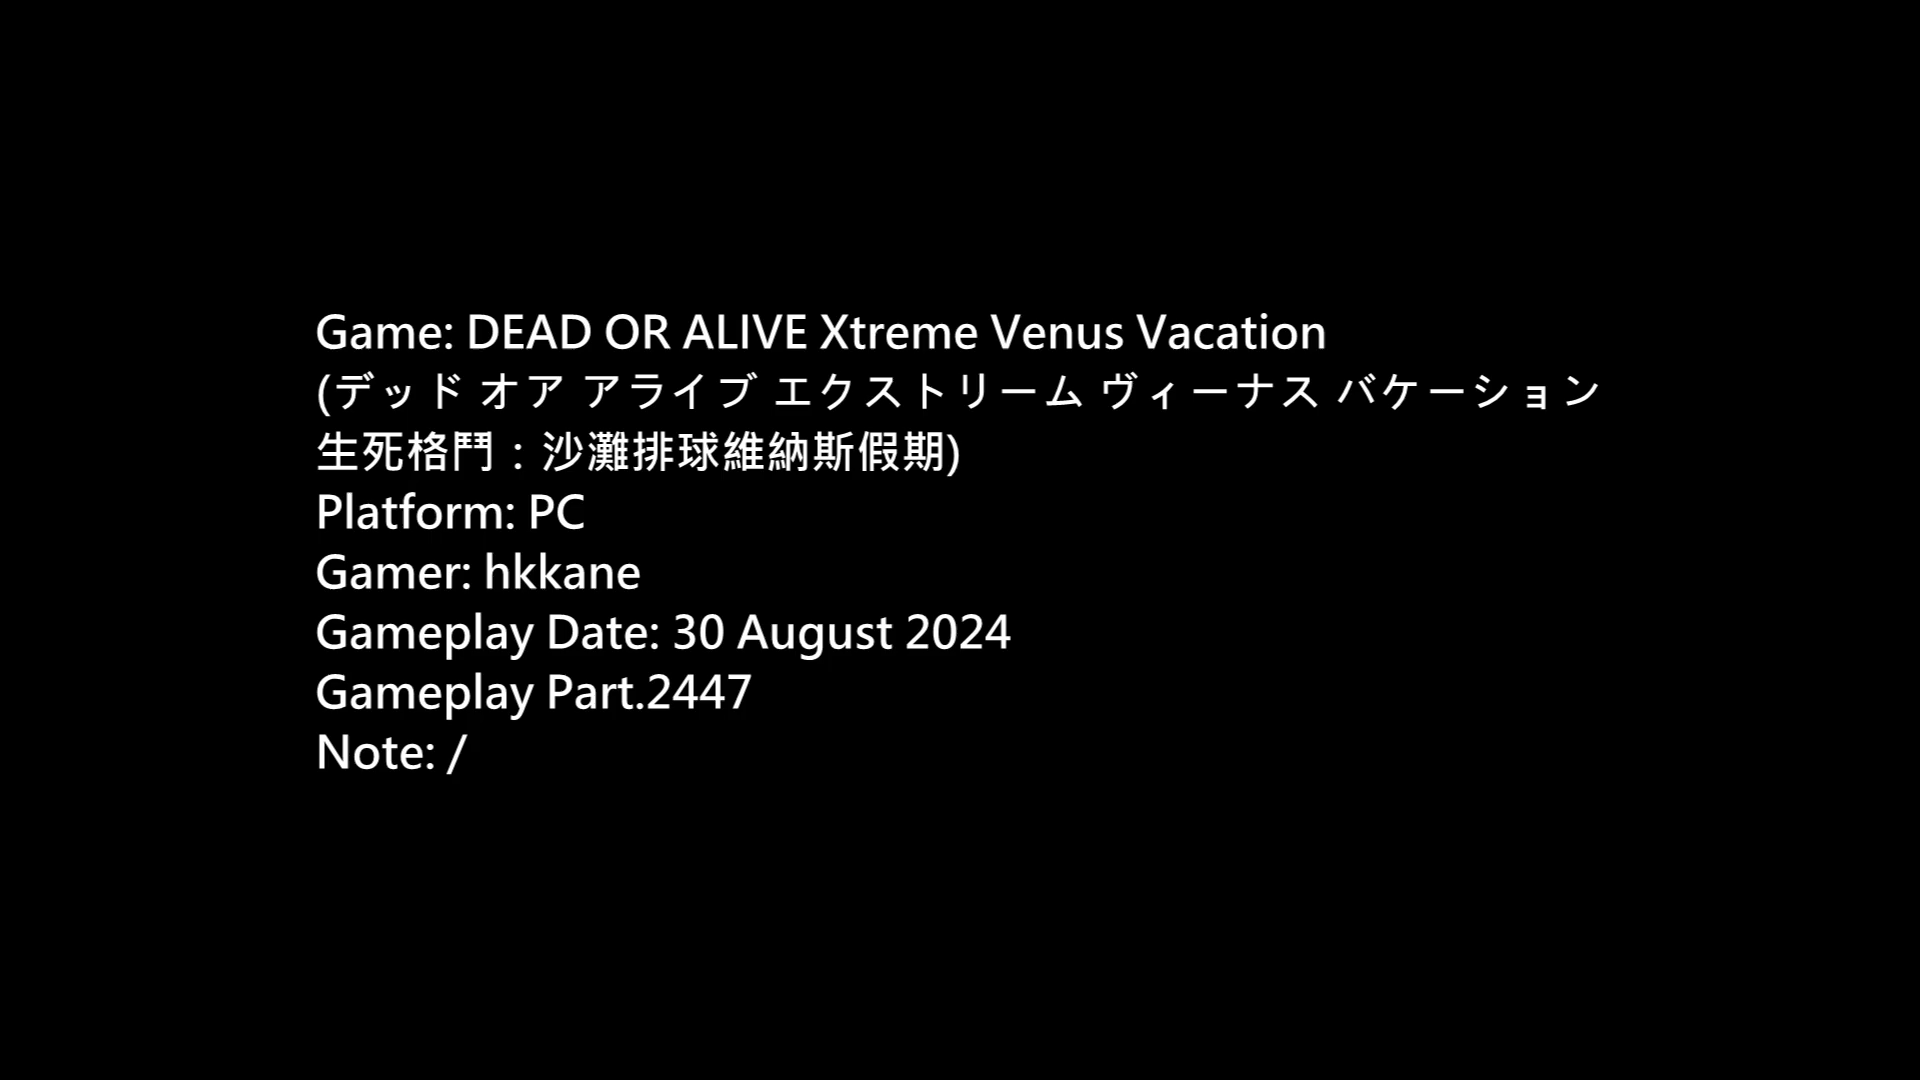 Game: DEAD OR ALIVE Xtreme Venus Vacation
(デッド オア アライブ エクストリーム ヴィーナス バケーション
生死格鬥：沙灘排球維納斯假期)
Platform: PC
Gamer: hkkane
Gameplay Date: 30 August 2024
Gameplay Part.2447
Note: /